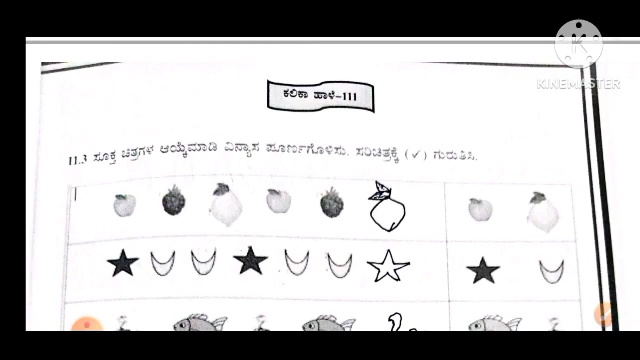 KINEMASTER
ಕಲಿಕಾ ಹಾಳೆ-111
11.3 ಸೂಕ್ತ ಚಿತ್ರಗಳ ಆಯ್ಕೆಮಾಡಿ ವಿನ್ಯಾಸ ಪೂರ್ಣಗೊಳಿಸು. ಸರಿಚಿತ್ರಕ್ಕೆ (✓) ಗುರುತಿಸಿ.